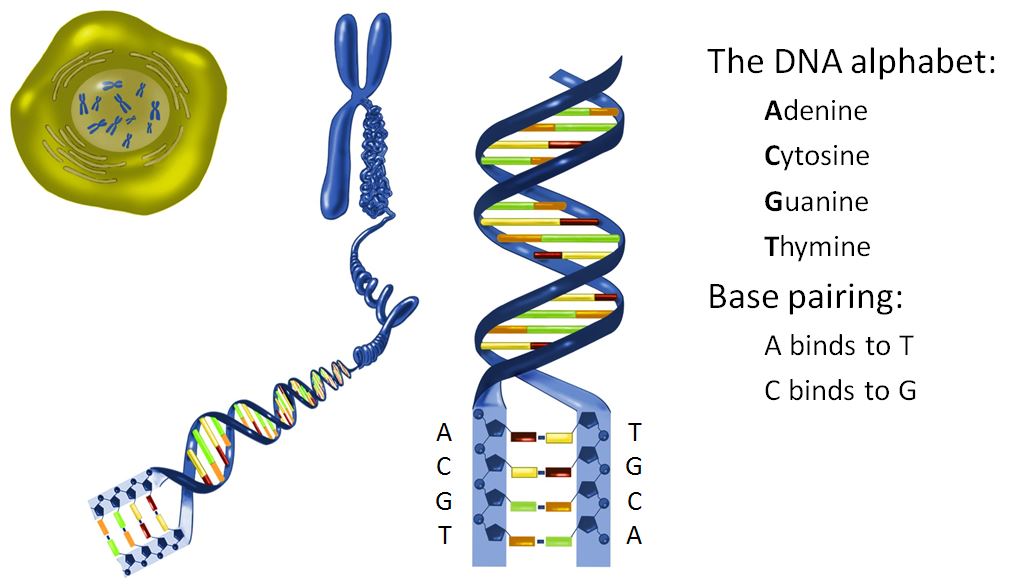 The DNA alphabet:
Adenine
Cytosine
Guanine
Thymine
Base pairing:
A binds to T
C binds to G
A T
C G
G C
T A